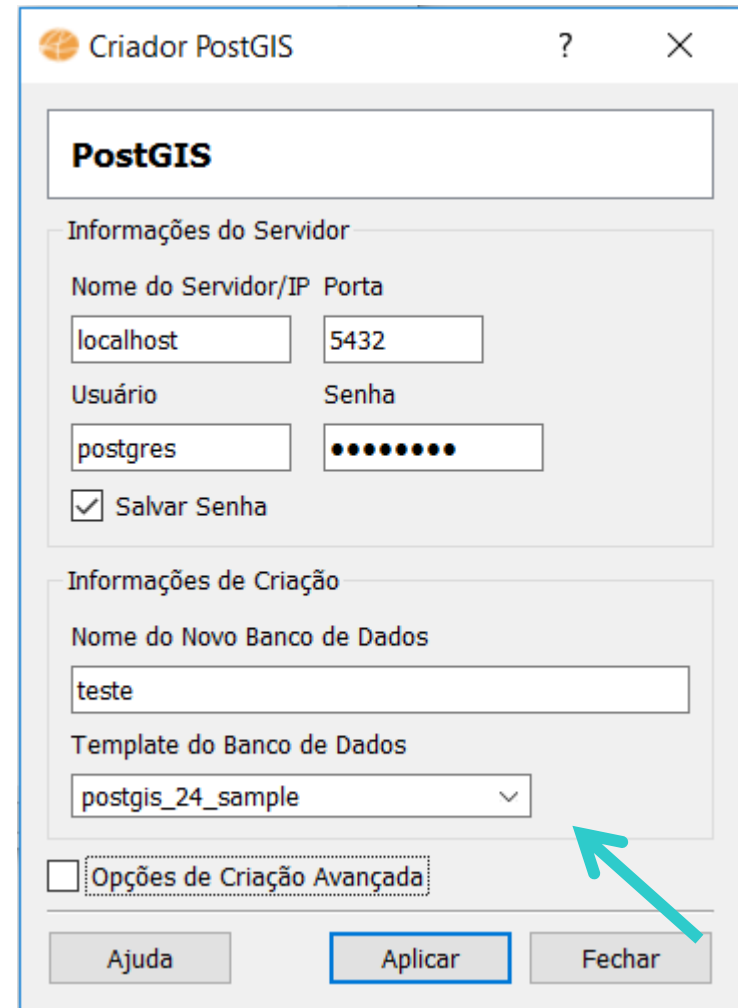 Criador PostGIS ?
PostGIS
Informações do Servidor
Nome do Servidor/IP Porta
localhost 5432
Usuário Senha
postgres ●●●●●●●●
Salvar Senha
Informações de Criação
Nome do Novo Banco de Dados
teste
Template do Banco de Dados
postgis_24_sample
Opções de Criação Avançada
Ajuda Aplicar Fechar